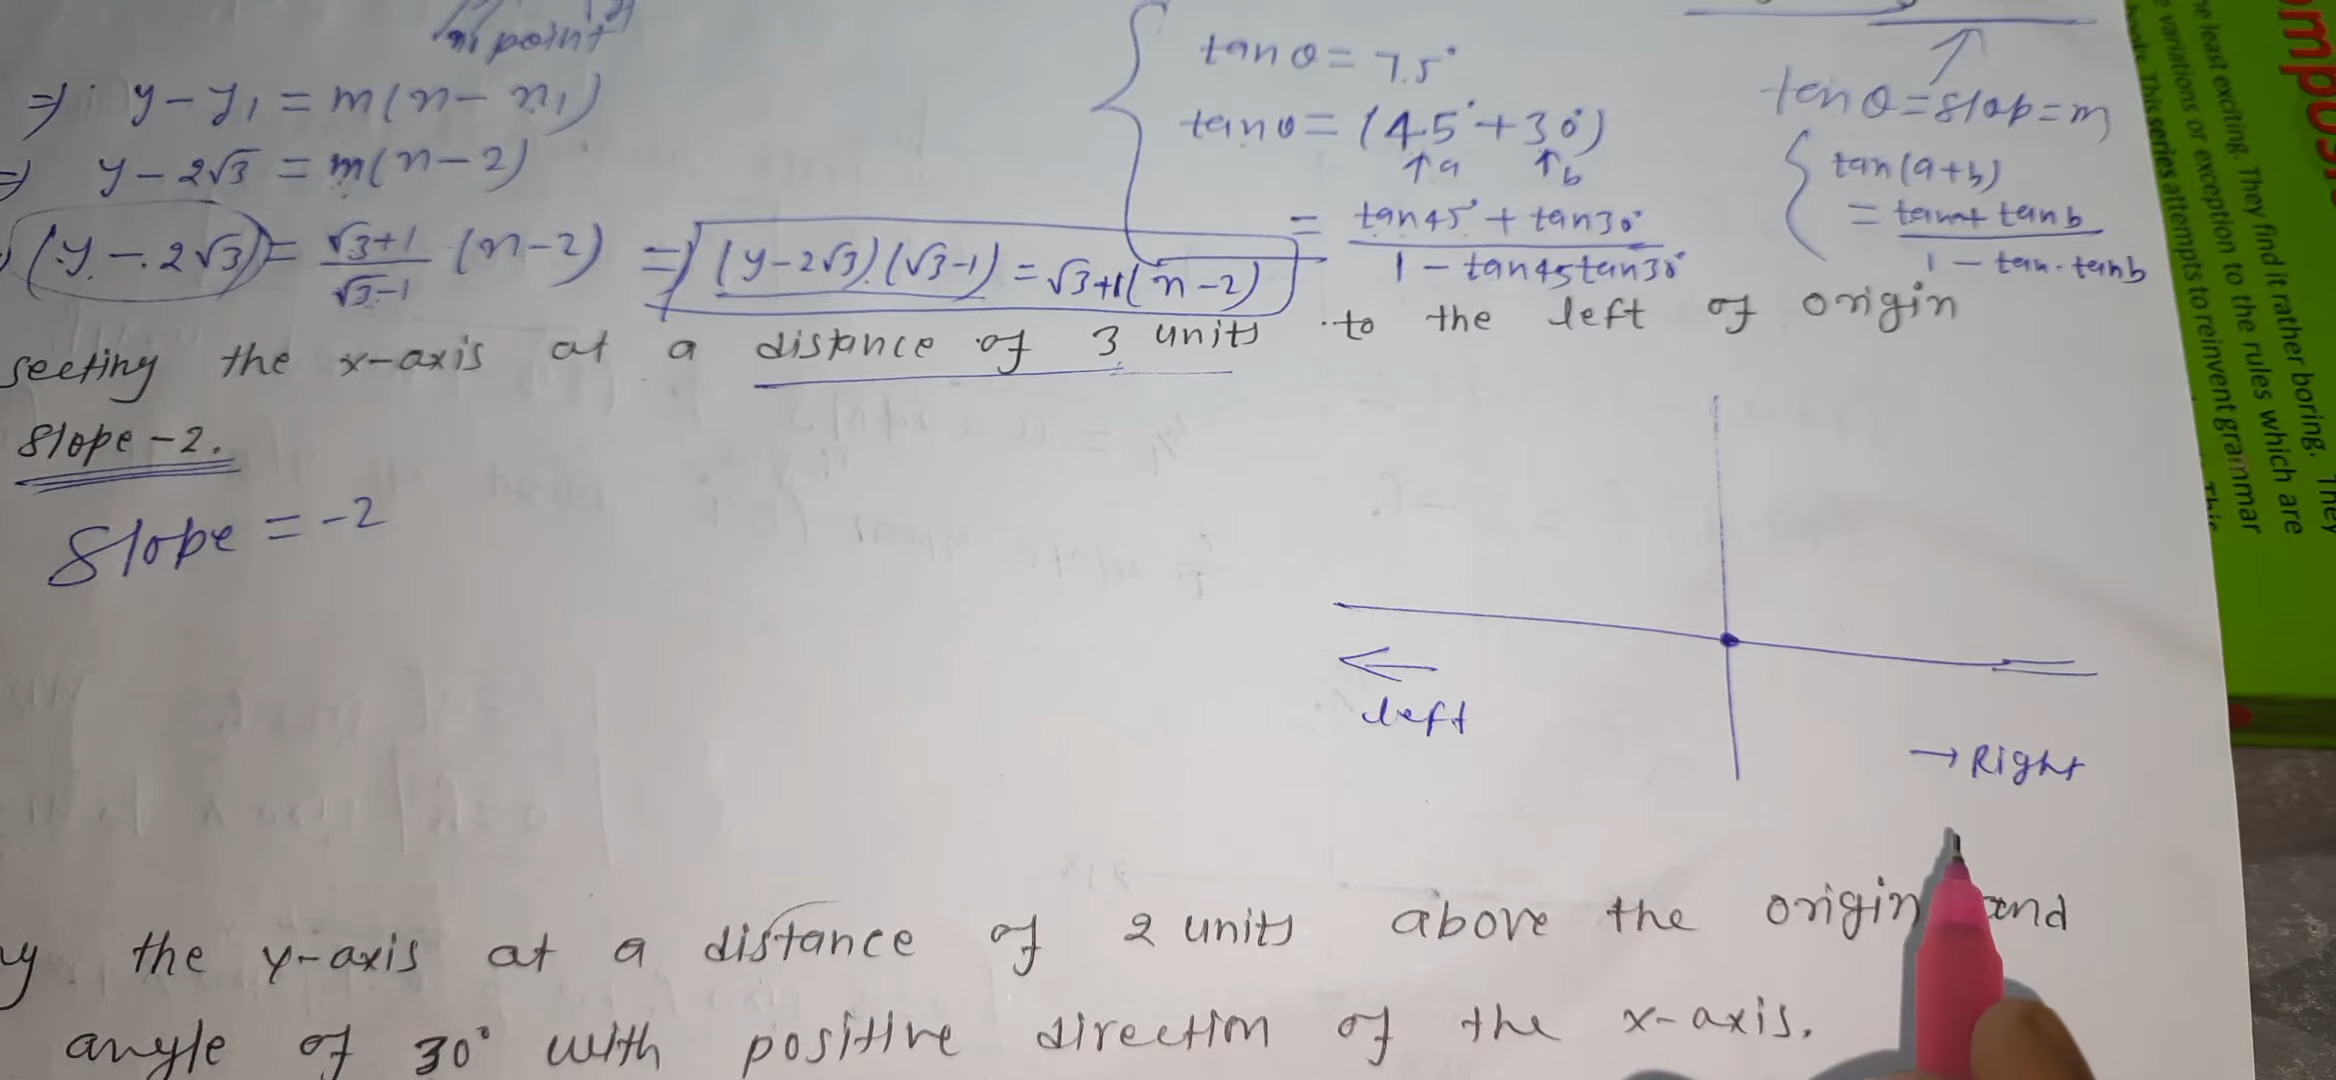 point
⇒ y - y1 = m(x - x1)
⇒ y - 2√3 = m(x - 2)
(y - 2√3) = √3+1/√3-1 (x - 2) ⇒ (y - 2√3)(√3-1) = √3+1(x - 2)
tan θ = 75°
tan θ = (45° + 30°)
↑a ↑b
= tan45° + tan30° / 1 - tan45 tan30°
tan θ = slop = m
tan(a+b)
= tan+ tanb / 1 - tan. tanb
secting the x-axis at a distance of 3 units to the left of origin
slope -2.
Slope = -2
← left
→ Right
the y-axis at a distance of 2 units above the origin and
angle of 30° with positive direction of the x-axis.
least exciting. They find it rather boring. They
variations or exception to the rules which are
This series attempts to reinvent grammar